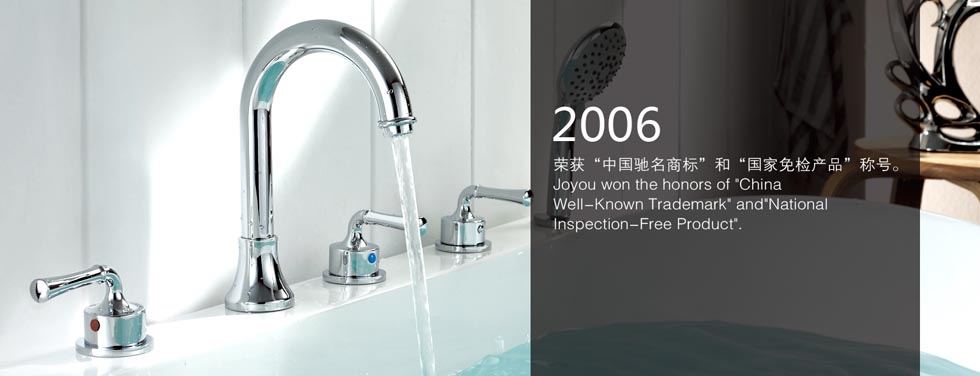 2006
荣获“中国驰名商标”和“国家免检产品”称号。
Joyou won the honors of "China
Well-Known Trademark" and"National
Inspection-Free Product".